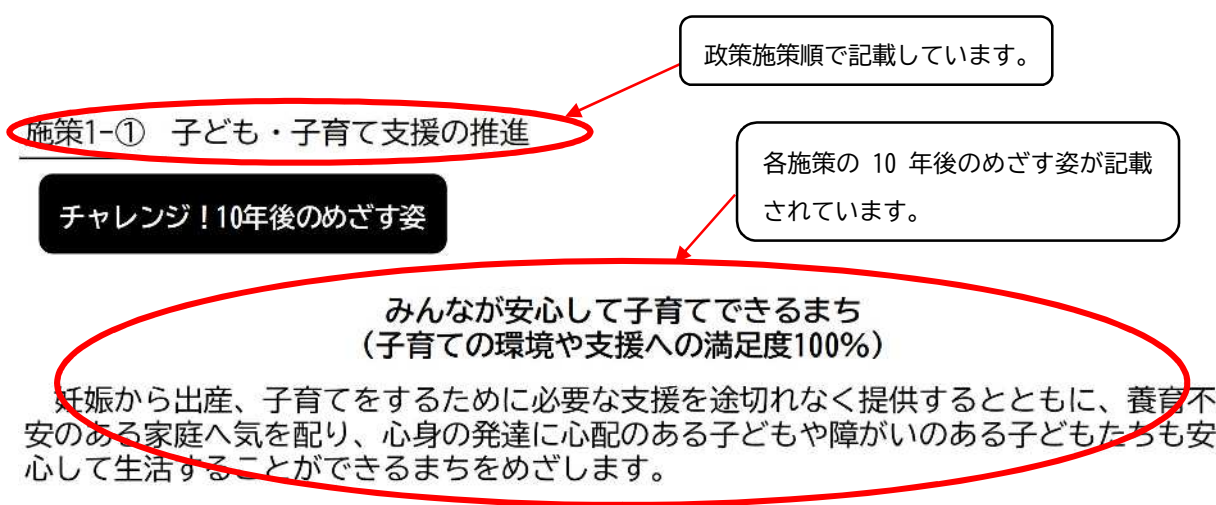 政策施策順で記載しています。
施策1-① 子ども・子育て支援の推進
各施策の 10 年後のめざす姿が記載
されています。
チャレンジ！10年後のめざす姿
みんなが安心して子育てできるまち
（子育ての環境や支援への満足度100％）
妊娠から出産、子育てをするために必要な支援を途切れなく提供するとともに、養育不
安のある家庭へ気を配り、心身の発達に心配のある子どもや障がいのある子どもたちも安
心して生活することができるまちをめざします。